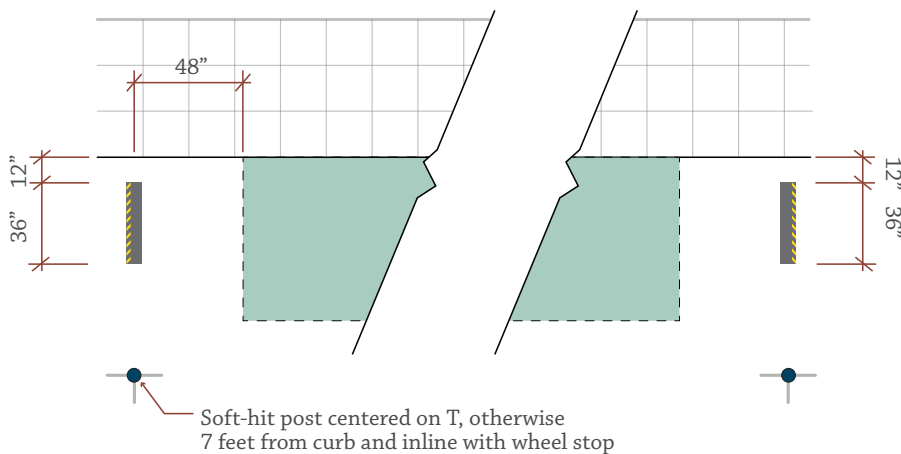 48”
12”
36”
12”
36”
Soft-hit post centered on T, otherwise
7 feet from curb and inline with wheel stop